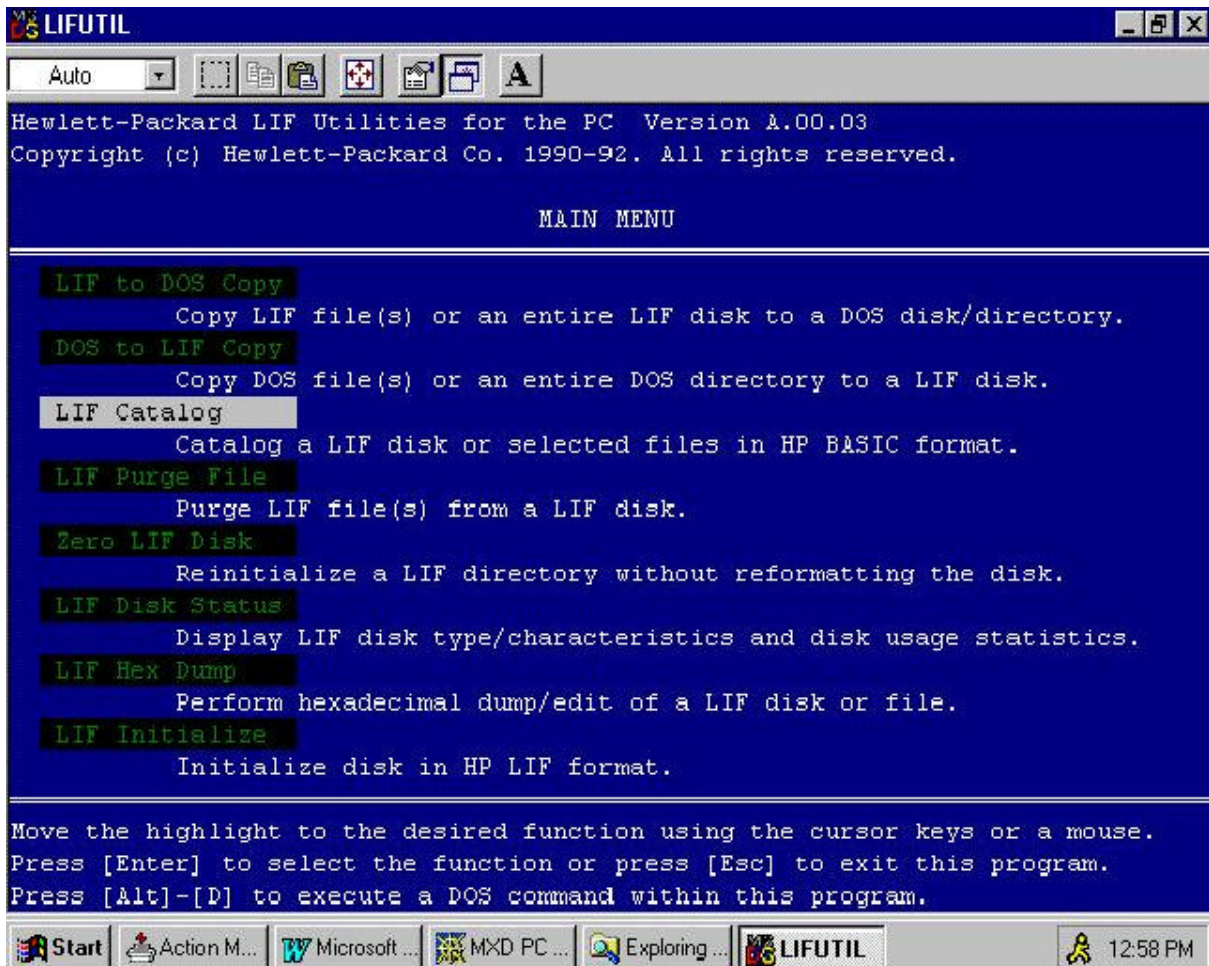 LIFUTIL
Auto
A
Hewlett-Packard LIF Utilities for the PC  Version A.00.03
Copyright (c) Hewlett-Packard Co. 1990-92. All rights reserved.
MAIN MENU
LIF to DOS Copy
Copy LIF file(s) or an entire LIF disk to a DOS disk/directory.
DOS to LIF Copy
Copy DOS file(s) or an entire DOS directory to a LIF disk.
LIF Catalog
Catalog a LIF disk or selected files in HP BASIC format.
LIF Purge File
Purge LIF file(s) from a LIF disk.
Zero LIF Disk
Reinitialize a LIF directory without reformatting the disk.
LIF Disk Status
Display LIF disk type/characteristics and disk usage statistics.
LIF Hex Dump
Perform hexadecimal dump/edit of a LIF disk or file.
LIF Initialize
Initialize disk in HP LIF format.
Move the highlight to the desired function using the cursor keys or a mouse.
Press [Enter] to select the function or press [Esc] to exit this program.
Press [Alt]-[D] to execute a DOS command within this program.
Start Action M... Microsoft ... MXD PC ... Exploring ... LIFUTIL 12:58 PM